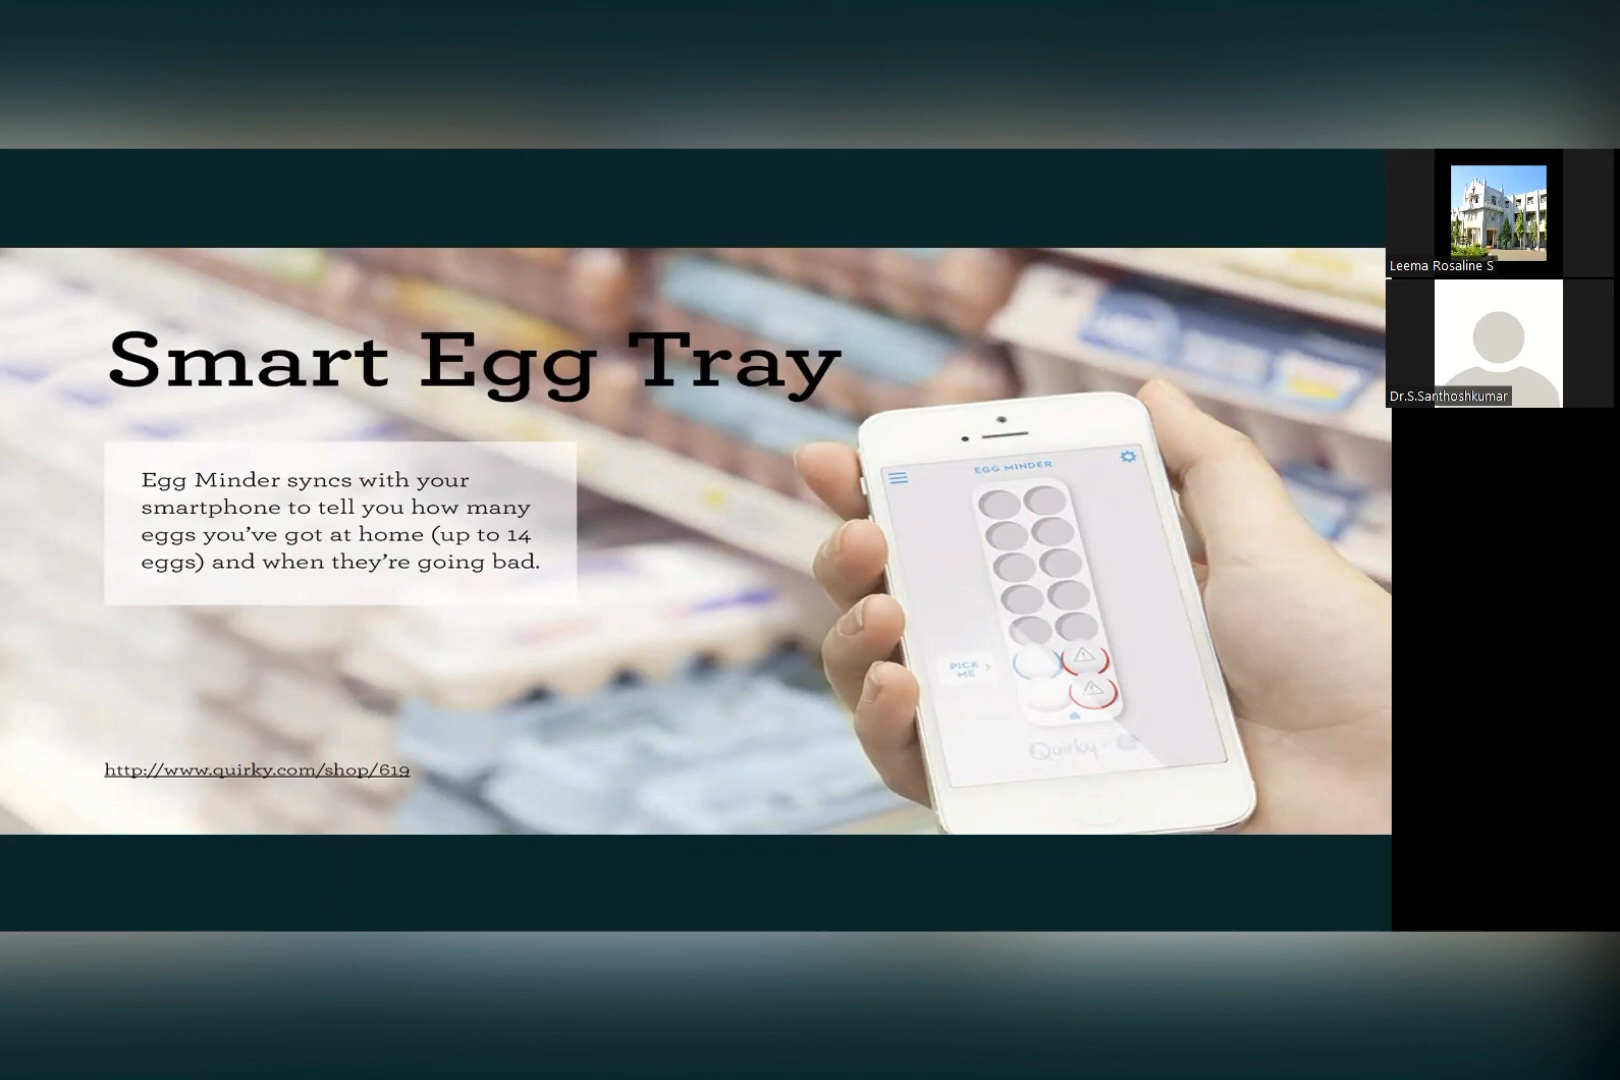 Smart Egg Tray
Egg Minder syncs with your
smartphone to tell you how many
eggs you've got at home (up to 14
eggs) and when they're going bad.
http://www.quirky.com/shop/619
EGG MINDER
PICK
ME
Quirky
Leema Rosaline S
Dr.S.Santhoshkumar